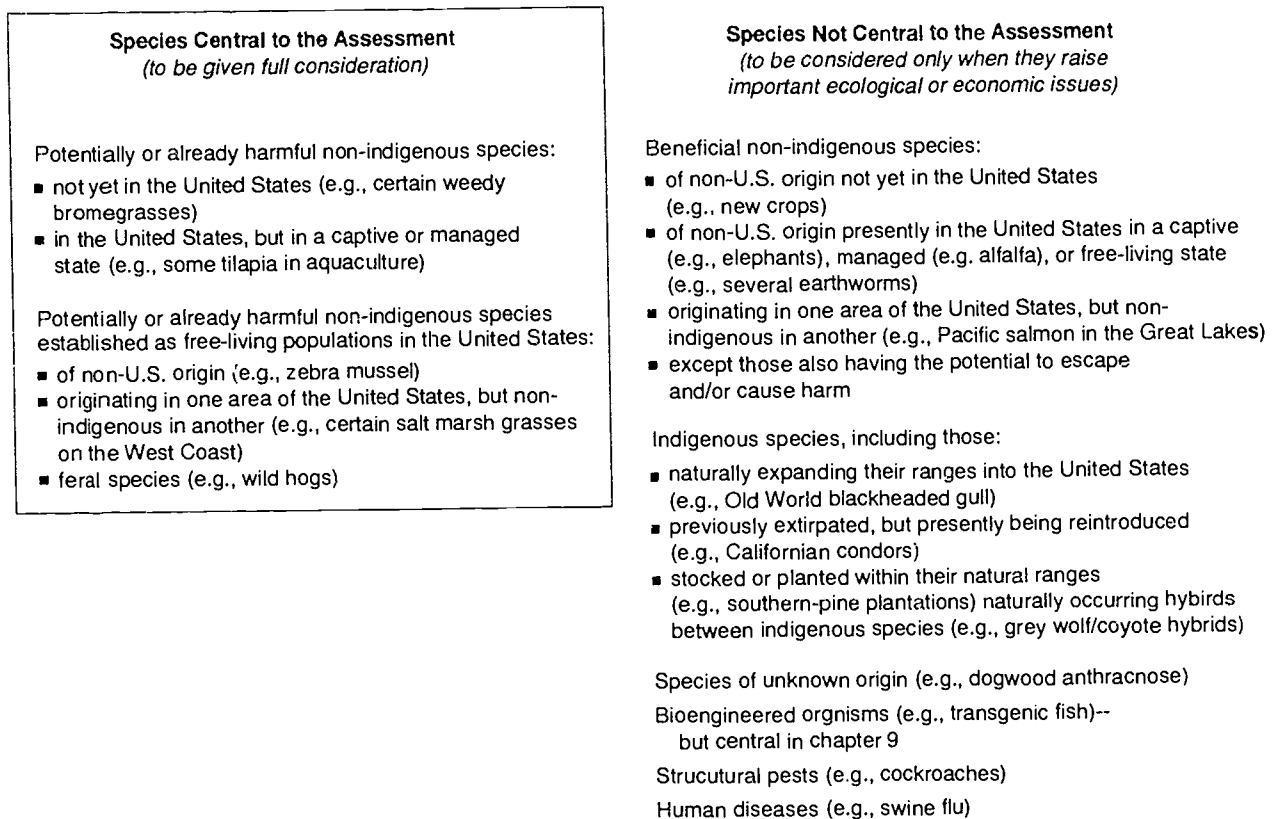 Species Central to the Assessment
(to be given full consideration)
Potentially or already harmful non-indigenous species:
■ not yet in the United States (e.g., certain weedy
bromegrasses)
■ in the United States, but in a captive or managed
state (e.g., some tilapia in aquaculture)
Potentially or already harmful non-indigenous species
established as free-living populations in the United States:
■ of non-U.S. origin (e.g., zebra mussel)
■ originating in one area of the United States, but non-
indigenous in another (e.g., certain salt marsh grasses
on the West Coast)
■ feral species (e.g., wild hogs)
Species Not Central to the Assessment
(to be considered only when they raise
important ecological or economic issues)
Beneficial non-indigenous species:
■ of non-U.S. origin not yet in the United States
(e.g., new crops)
■ of non-U.S. origin presently in the United States in a captive
(e.g., elephants), managed (e.g. alfalfa), or free-living state
(e.g., several earthworms)
■ originating in one area of the United States, but non-
indigenous in another (e.g., Pacific salmon in the Great Lakes)
■ except those also having the potential to escape
and/or cause harm
Indigenous species, including those:
■ naturally expanding their ranges into the United States
(e.g., Old World blackheaded gull)
■ previously extirpated, but presently being reintroduced
(e.g., Californian condors)
■ stocked or planted within their natural ranges
(e.g., southern-pine plantations) naturally occurring hybirds
between indigenous species (e.g., grey wolf/coyote hybrids)
Species of unknown origin (e.g., dogwood anthracnose)
Bioengineered orgnisms (e.g., transgenic fish)--
but central in chapter 9
Strucutural pests (e.g., cockroaches)
Human diseases (e.g., swine flu)